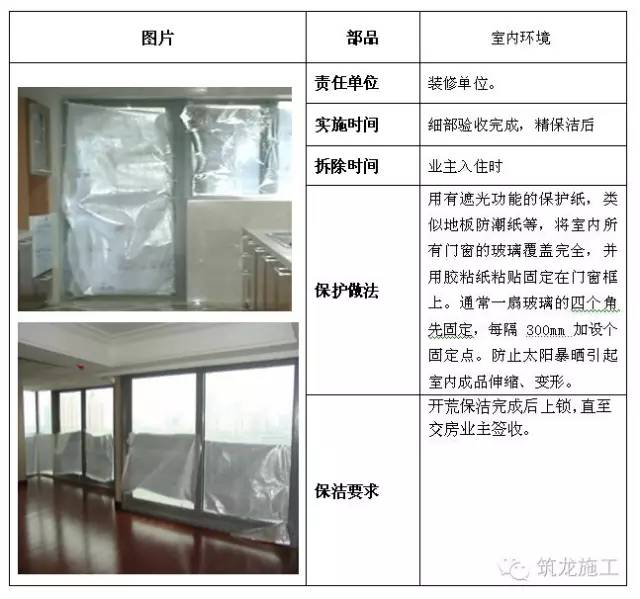 图片
部品
室内环境
责任单位
装修单位。
实施时间
细部验收完成，精保洁后
拆除时间
业主入住时
保护做法
用有遮光功能的保护纸，类
似地板防潮纸等，将室内所
有门窗的玻璃覆盖完全，并
用胶粘纸粘贴固定在门窗框
上。通常一扇玻璃的四个角
先固定，每隔 300mm 加设个
固定点。防止太阳暴晒引起
室内成品伸缩、变形。
保洁要求
开荒保洁完成后上锁,直至
交房业主签收。
筑龙施工